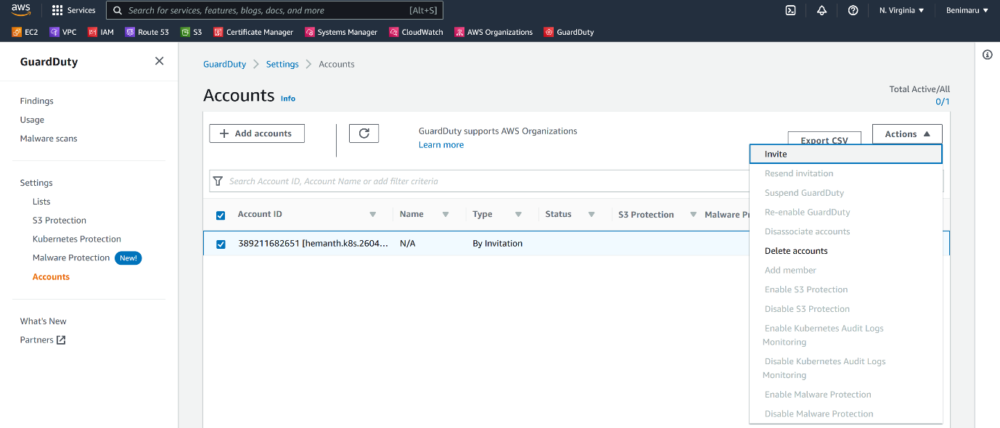 aws
Services
Search for services, features, blogs, docs, and more [Alt+S]
N. Virginia
Benimaru
EC2 VPC IAM Route 53 S3 Certificate Manager Systems Manager CloudWatch AWS Organizations GuardDuty
GuardDuty
Findings
Usage
Malware scans
Settings
Lists
S3 Protection
Kubernetes Protection
Malware Protection New!
Accounts
What's New
Partners
GuardDuty Settings Accounts
Accounts Info
Total Active/All
0/1
Add accounts
GuardDuty supports AWS Organizations
Learn more
Export CSV
Actions
Search Account ID, Account Name or add filter criteria
Account ID Name Type Status S3 Protection Malware Pr
389211682651 [hemanth.k8s.2604... N/A By Invitation
Invite
Resend invitation
Suspend GuardDuty
Re-enable GuardDuty
Disassociate accounts
Delete accounts
Add member
Enable S3 Protection
Disable S3 Protection
Enable Kubernetes Audit Logs
Monitoring
Disable Kubernetes Audit Logs
Monitoring
Enable Malware Protection
Disable Malware Protection